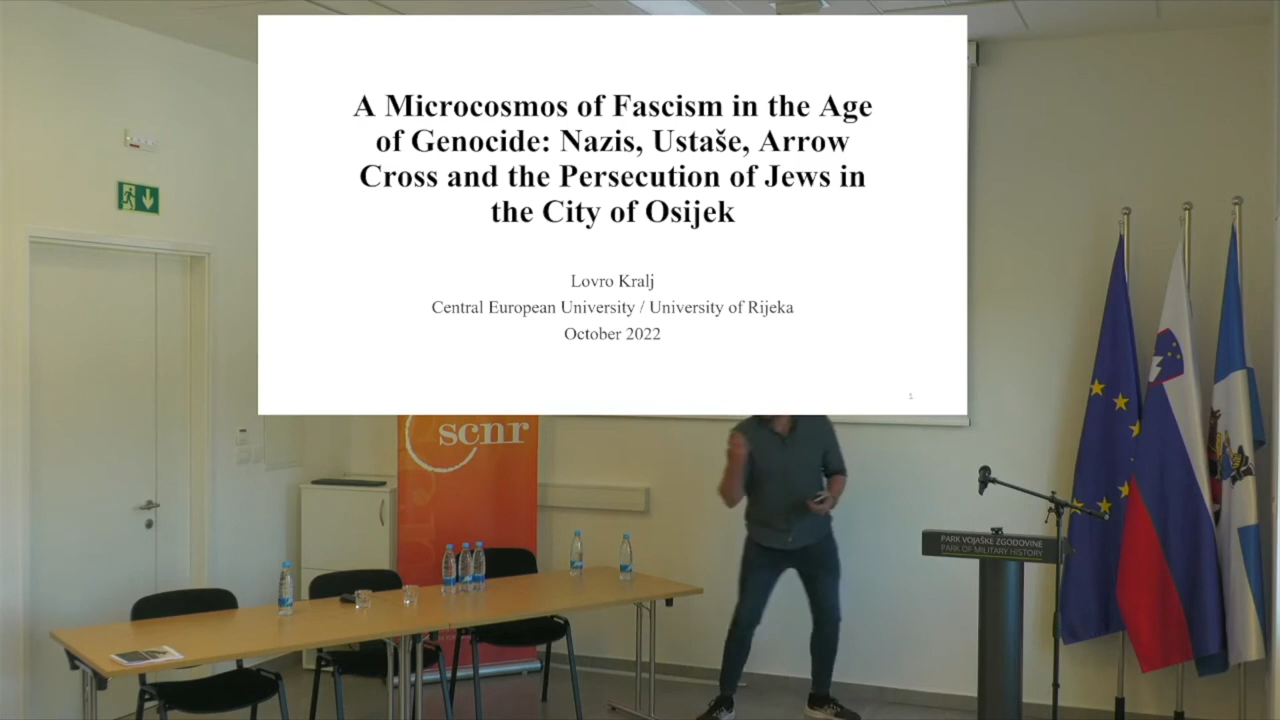 A Microcosmos of Fascism in the Age
of Genocide: Nazis, Ustaše, Arrow
Cross and the Persecution of Jews in
the City of Osijek
Lovro Kralj
Central European University / University of Rijeka
October 2022
1
scnr
PARK VOJAŠKE ZGODOVINE
PARK OF MILITARY HISTORY